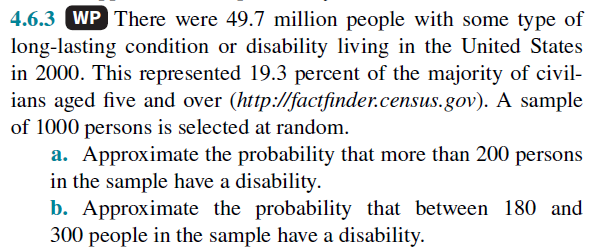 4.6.3 WP There were 49.7 million people with some type of
long-lasting condition or disability living in the United States
in 2000. This represented 19.3 percent of the majority of civil-
ians aged five and over (http://factfinder.census.gov). A sample
of 1000 persons is selected at random.
a. Approximate the probability that more than 200 persons
in the sample have a disability.
b. Approximate the probability that between 180 and
300 people in the sample have a disability.